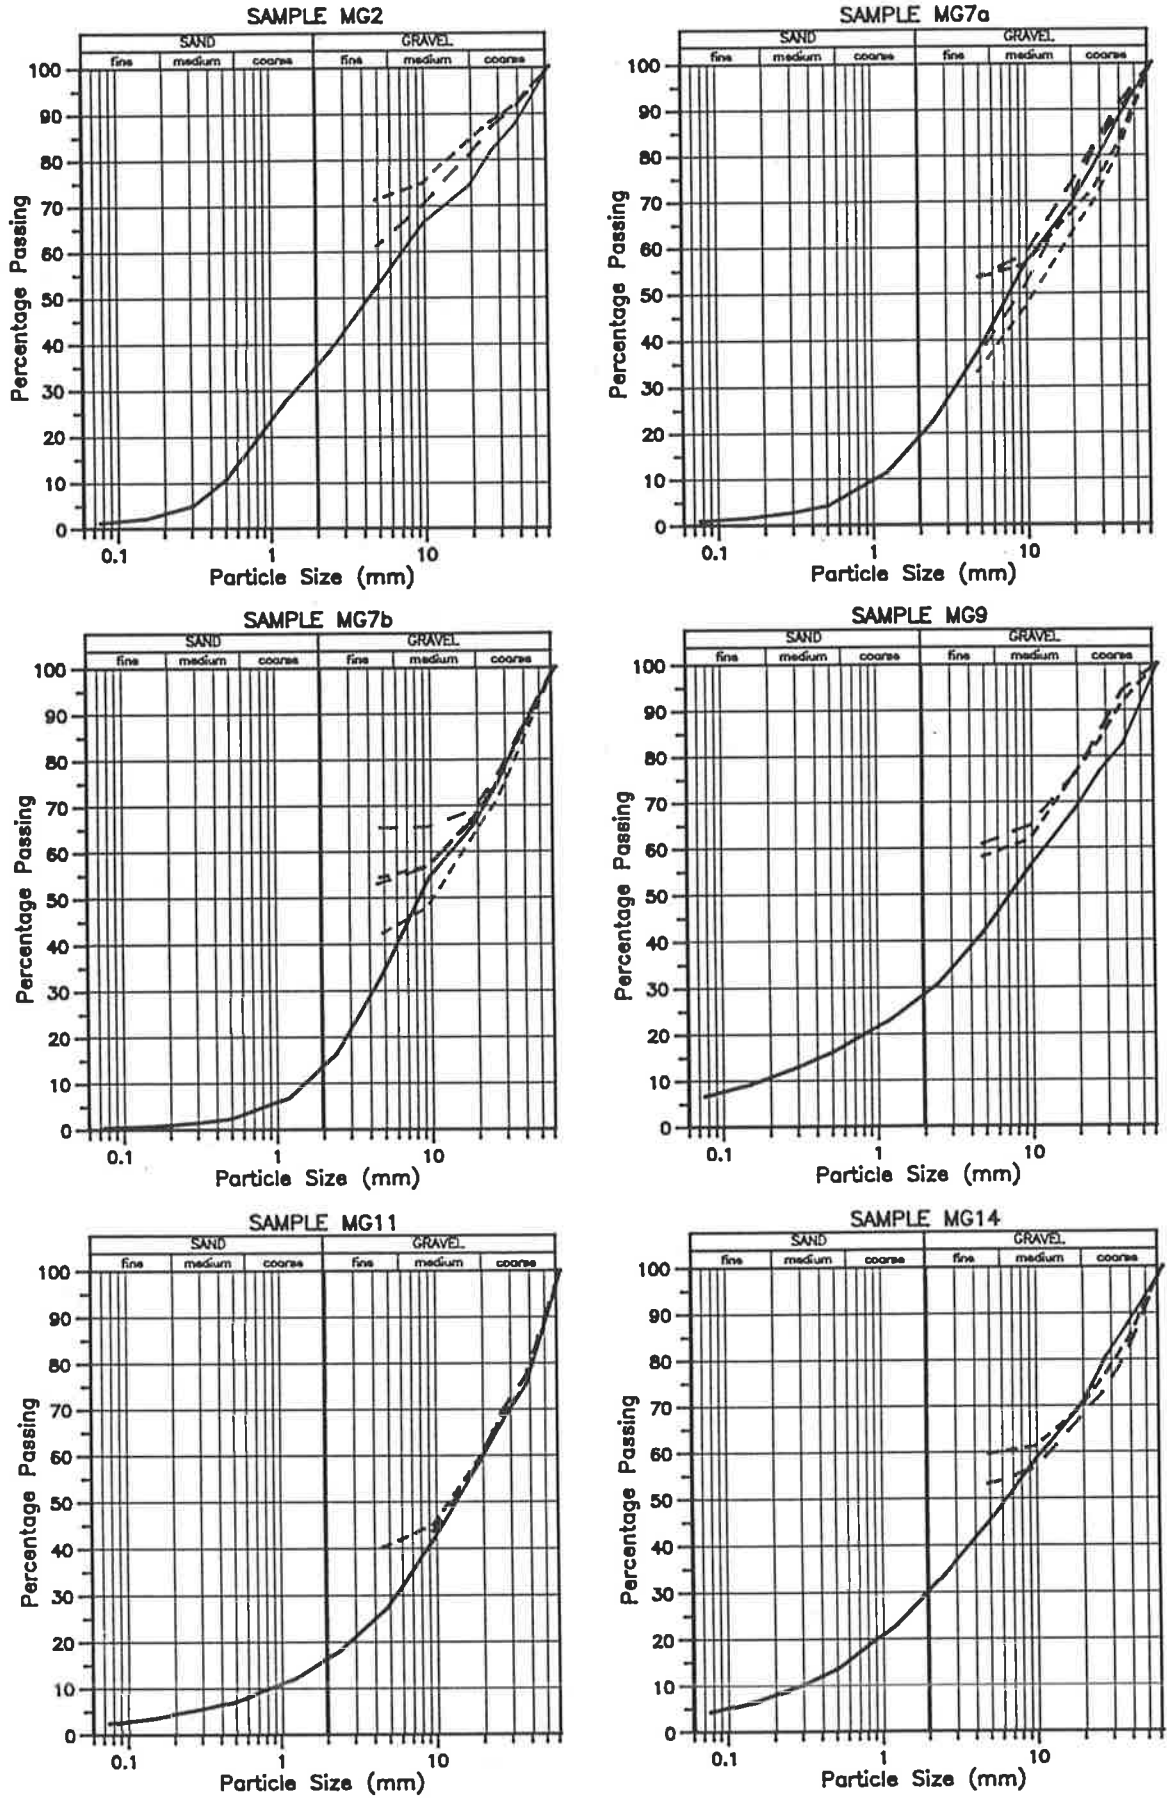 SAMPLE MG2
SAND GRAVEL
fine medium coarse fine medium coarse
100
90
80
70
60
50
40
30
20
10
0
Percentage Passing
0.1 1 10
Particle Size (mm)
SAMPLE MG7a
SAND GRAVEL
fine medium coarse fine medium coarse
100
90
80
70
60
50
40
30
20
10
0
Percentage Passing
0.1 1 10
Particle Size (mm)
SAMPLE MG7b
SAND GRAVEL
fine medium coarse fine medium coarse
100
90
80
70
60
50
40
30
20
10
0
Percentage Passing
0.1 1 10
Particle Size (mm)
SAMPLE MG9
SAND GRAVEL
fine medium coarse fine medium coarse
100
90
80
70
60
50
40
30
20
10
0
Percentage Passing
0.1 1 10
Particle Size (mm)
SAMPLE MG11
SAND GRAVEL
fine medium coarse fine medium coarse
100
90
80
70
60
50
40
30
20
10
0
Percentage Passing
0.1 1 10
Particle Size (mm)
SAMPLE MG14
SAND GRAVEL
fine medium coarse fine medium coarse
100
90
80
70
60
50
40
30
20
10
0
Percentage Passing
0.1 1 10
Particle Size (mm)